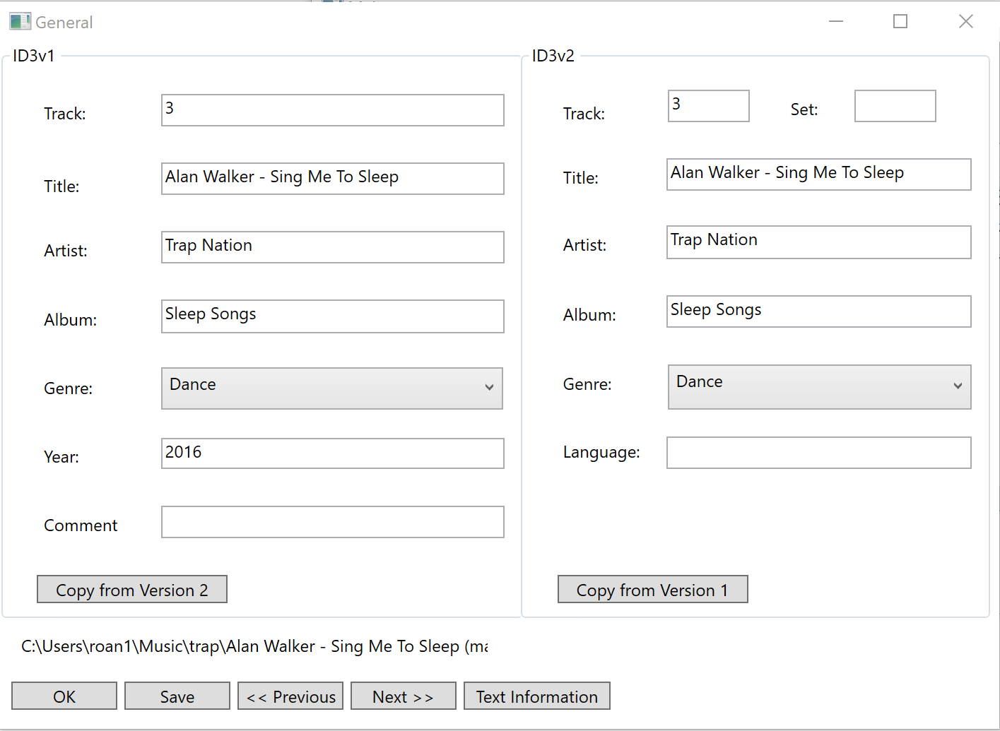 General
ID3v1
Track: 3
Title: Alan Walker - Sing Me To Sleep
Artist: Trap Nation
Album: Sleep Songs
Genre: Dance
Year: 2016
Comment
Copy from Version 2
ID3v2
Track: 3 Set:
Title: Alan Walker - Sing Me To Sleep
Artist: Trap Nation
Album: Sleep Songs
Genre: Dance
Language:
Copy from Version 1
C:\Users\roan1\Music\trap\Alan Walker - Sing Me To Sleep
OK Save << Previous Next >> Text Information